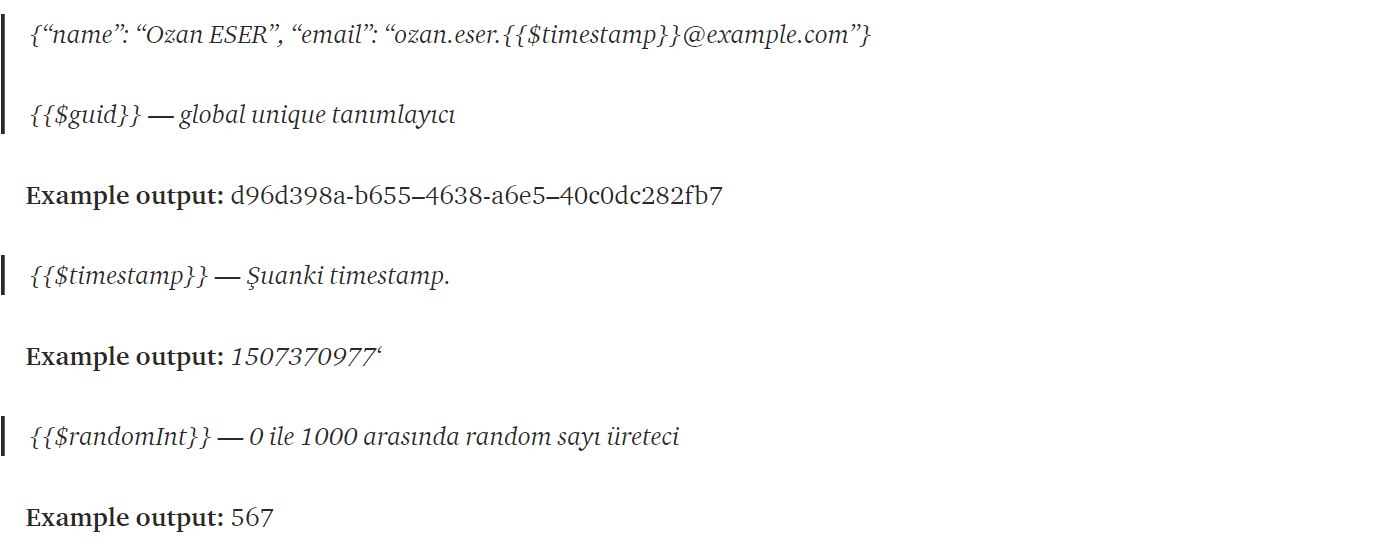 {“name”: “Ozan ESER”, “email”: “ozan.eser.{{$timestamp}}@example.com”}
{{$guid}} — global unique tanımlayıcı
Example output: d96d398a-b655–4638-a6e5–40c0dc282fb7
{{$timestamp}} — Şuanki timestamp.
Example output: 1507370977‘
{{$randomInt}} — 0 ile 1000 arasında random sayı üreteci
Example output: 567